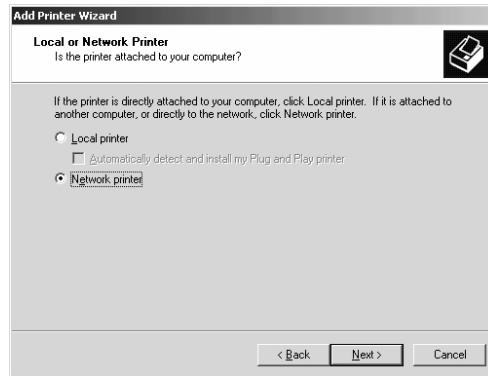 Add Printer Wizard
Local or Network Printer
Is the printer attached to your computer?
If the printer is directly attached to your computer, click Local printer. If it is attached to
another computer, or directly to the network, click Network printer.
Local printer
Automatically detect and install my Plug and Play printer
Network printer
< Back Next > Cancel